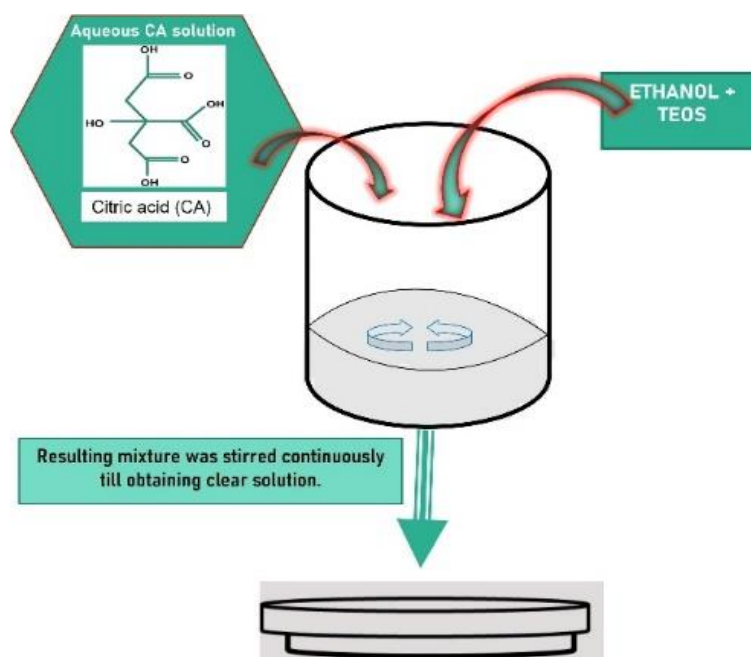 Aqueous CA solution
OH
O
OH
HO
O
O
OH
Citric acid (CA)
ETHANOL +
TEOS
Resulting mixture was stirred continuously
till obtaining clear solution.